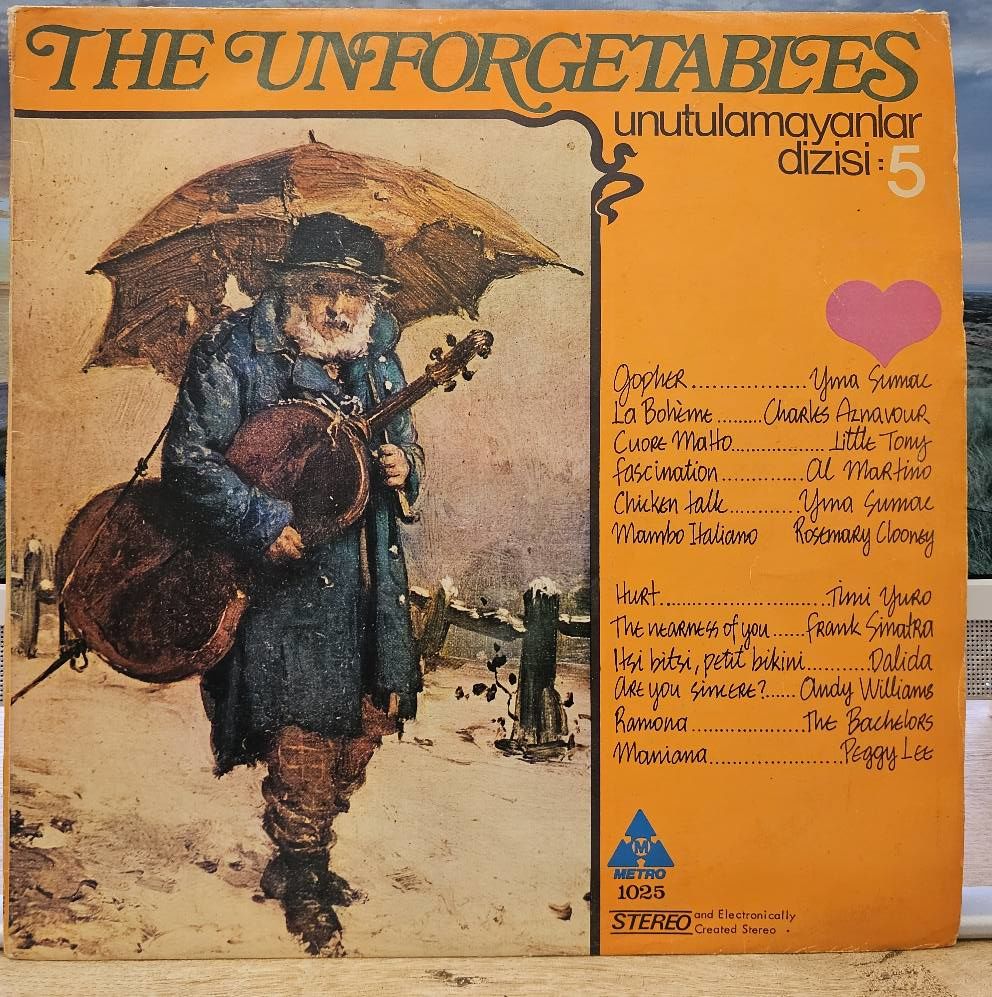 THE UNFORGETABLES
unutulamayanlar
dizisi: 5
Gopher.................Yma Sumac
La Bohème.........Charles Aznavour
Cuore Matto..............Little Tony
fascination............Al Martino
Chicken talk............Yma Sumac
Mambo Italiano Rosemary Clooney
Hurt............................Timi Yuro
The nearness of you......frank Sinatra
Itsi bitsi, petit bikini..........Dalida
Are you sincere?......Andy Williams
Ramona.....................The Bachelors
Maniana......................Peggy Lee
M
METRO
1025
STEREO and Electronically
Created Stereo .